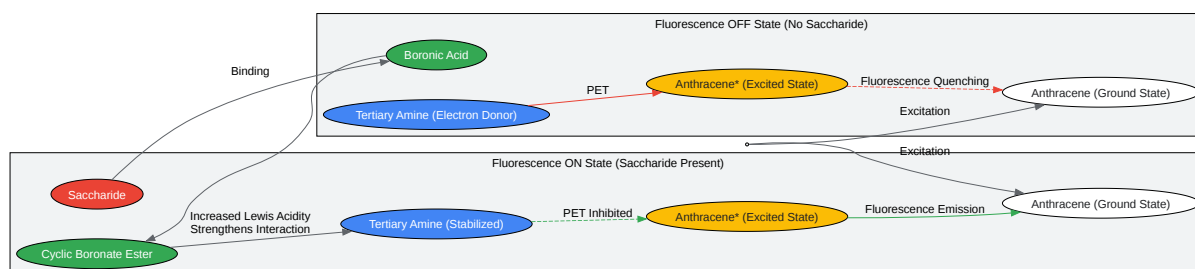 Fluorescence OFF State (No Saccharide)
Boronic Acid
Binding
Anthracene* (Excited State)
Fluorescence Quenching
PET
Anthracene (Ground State)
Tertiary Amine (Electron Donor)
Excitation
Excitation
Fluorescence ON State (Saccharide Present)
Saccharide
Anthracene (Ground State)
Fluorescence Emission
Increased Lewis Acidity
Strengthens Interaction
PET Inhibited
Anthracene* (Excited State)
Tertiary Amine (Stabilized)
Cyclic Boronate Ester